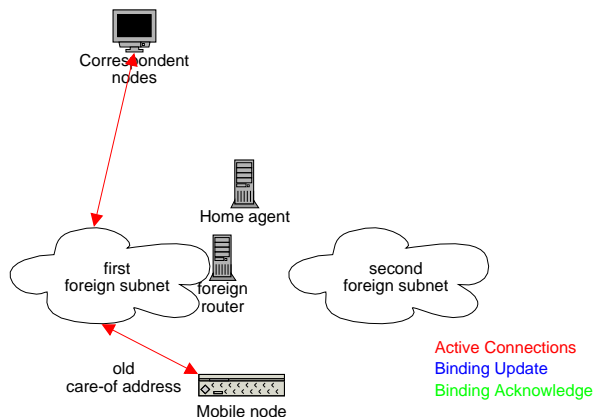 Correspondent
nodes
Home agent
first
foreign subnet
foreign
router
second
foreign subnet
old
care-of address
Mobile node
Active Connections
Binding Update
Binding Acknowledge